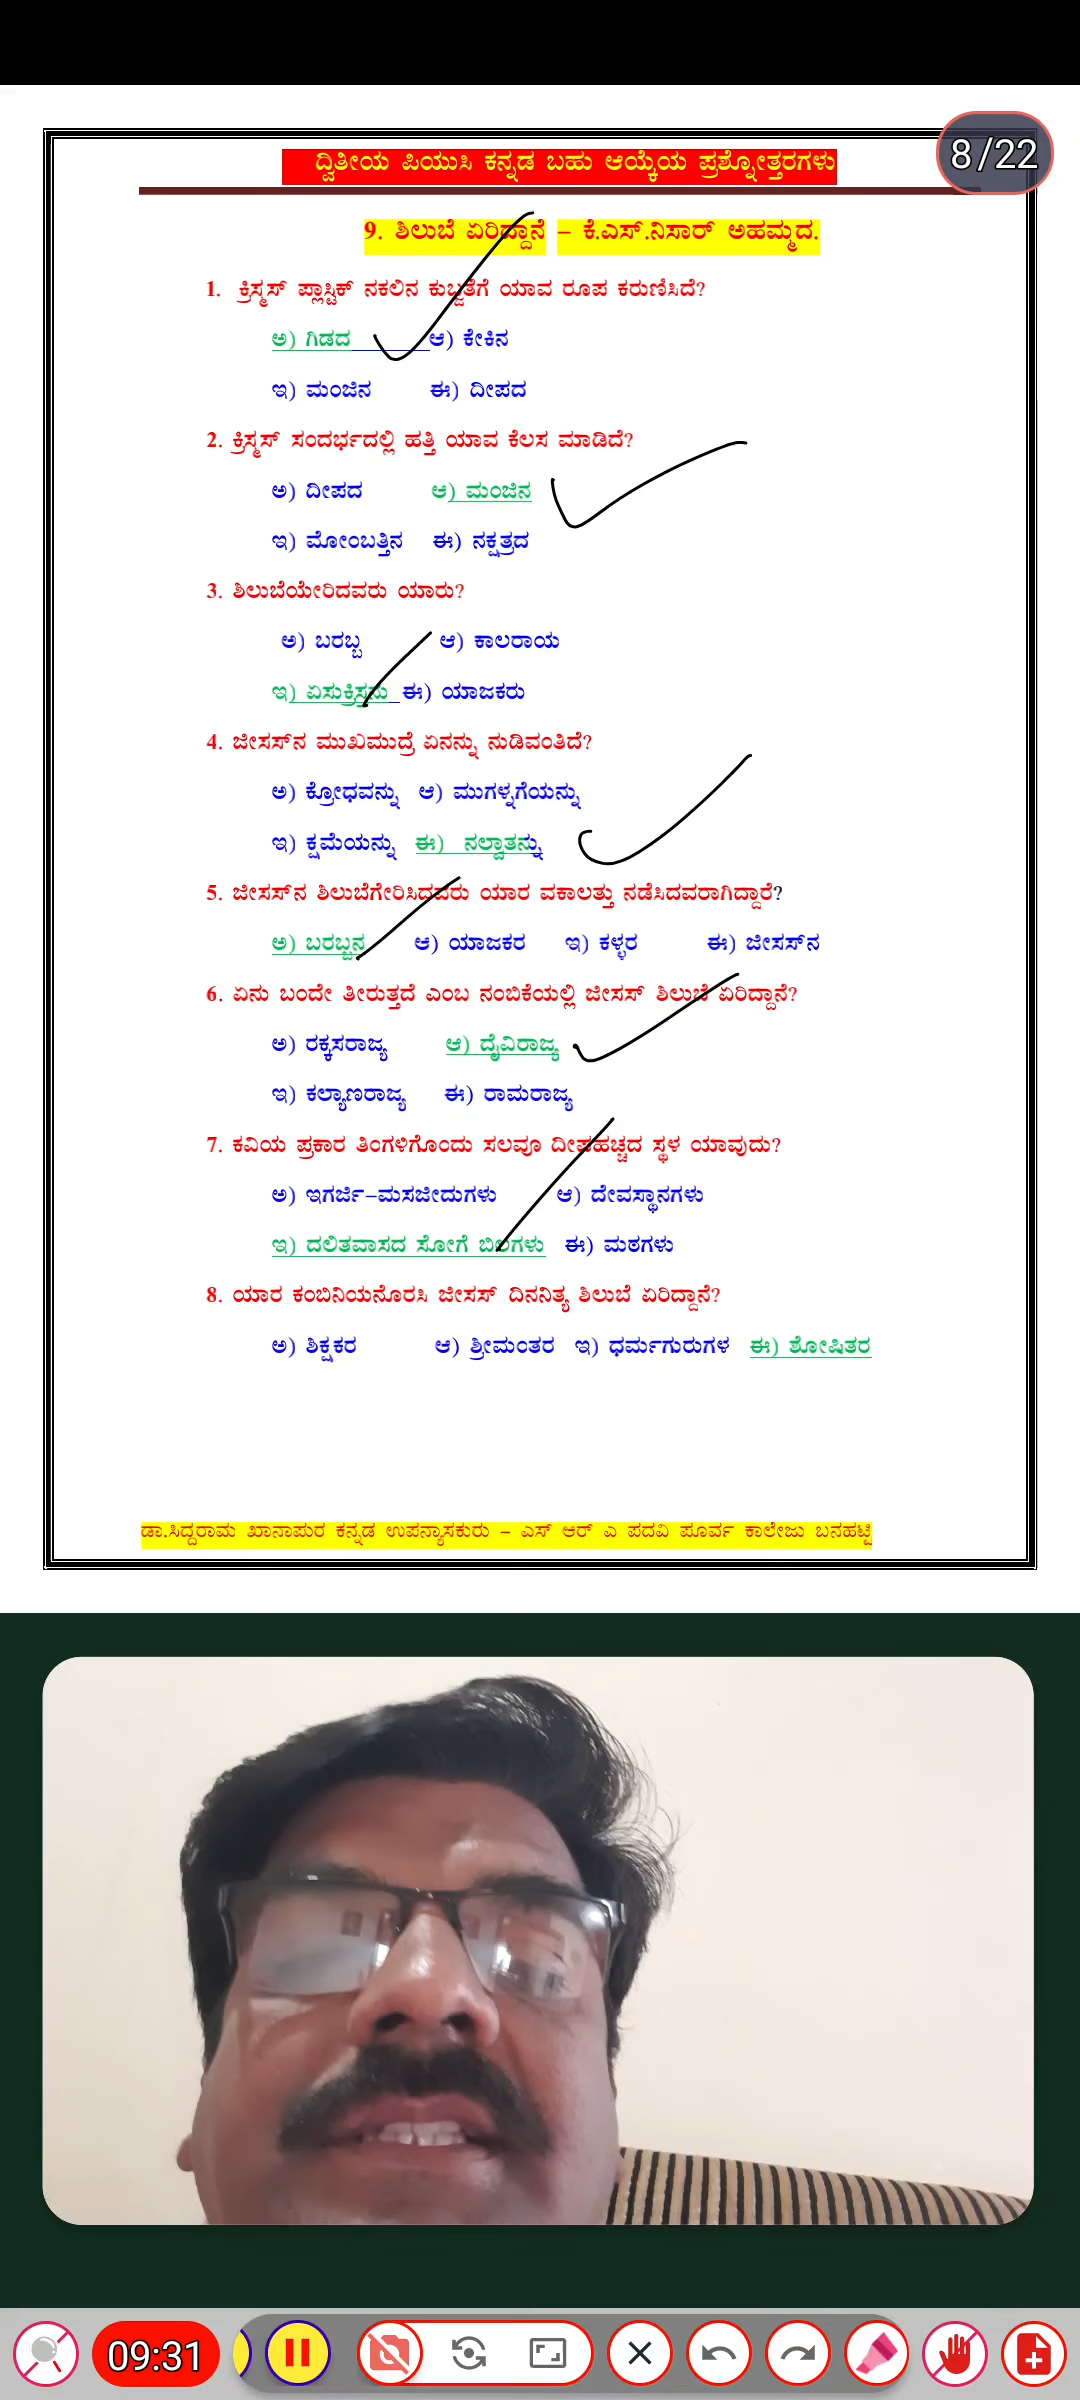 8/22
ದ್ವಿತೀಯ ಪಿಯುಸಿ ಕನ್ನಡ ಬಹು ಆಯ್ಕೆಯ ಪ್ರಶ್ನೋತ್ತರಗಳು
9. ಶಿಲುಬೆ ಏರಿದ್ದಾನೆ – ಕೆ.ಎಸ್.ನಿಸಾರ್ ಅಹಮ್ಮದ.
1. ಕ್ರಿಸ್ಮಸ್ ಪ್ಲಾಸ್ಟಿಕ್ ನಕಲಿನ ಕುಬ್ಜತೆಗೆ ಯಾವ ರೂಪ ಕರುಣಿಸಿದೆ?
ಅ) ಗಿಡದ ಆ) ಕೇಕಿನ
ಇ) ಮಂಜಿನ ಈ) ದೀಪದ
2. ಕ್ರಿಸ್ಮಸ್ ಸಂದರ್ಭದಲ್ಲಿ ಹತ್ತಿ ಯಾವ ಕೆಲಸ ಮಾಡಿದೆ?
ಅ) ದೀಪದ ಆ) ಮಂಜಿನ
ಇ) ಮೋಂಬತ್ತಿನ ಈ) ನಕ್ಷತ್ರದ
3. ಶಿಲುಬೆಯೇರಿದವರು ಯಾರು?
ಅ) ಬರಬ್ಬ ಆ) ಕಾಲರಾಯ
ಇ) ಏಸುಕ್ರಿಸ್ತನು ಈ) ಯಾಜಕರು
4. ಜೀಸಸ್‌ನ ಮುಖಮುದ್ರೆ ಏನನ್ನು ನುಡಿವಂತಿದೆ?
ಅ) ಕ್ರೋಧವನ್ನು ಆ) ಮುಗಳ್ನಗೆಯನ್ನು
ಇ) ಕ್ಷಮೆಯನ್ನು ಈ) ನಲ್ವಾತನ್ನು
5. ಜೀಸಸ್‌ನ ಶಿಲುಬೆಗೇರಿಸಿದವರು ಯಾರ ವಕಾಲತ್ತು ನಡೆಸಿದವರಾಗಿದ್ದಾರೆ?
ಅ) ಬರಬ್ಬನ ಆ) ಯಾಜಕರ ಇ) ಕಳ್ಳರ ಈ) ಜೀಸಸ್‌ನ
6. ಏನು ಬಂದೇ ತೀರುತ್ತದೆ ಎಂಬ ನಂಬಿಕೆಯಲ್ಲಿ ಜೀಸಸ್ ಶಿಲುಬೆ ಏರಿದ್ದಾನೆ?
ಅ) ರಕ್ಕಸರಾಜ್ಯ ಆ) ದೈವಿರಾಜ್ಯ
ಇ) ಕಲ್ಯಾಣರಾಜ್ಯ ಈ) ರಾಮರಾಜ್ಯ
7. ಕವಿಯ ಪ್ರಕಾರ ತಿಂಗಳಿಗೊಂದು ಸಲವೂ ದೀಪಹಚ್ಚದ ಸ್ಥಳ ಯಾವುದು?
ಅ) ಇಗರ್ಜಿ–ಮಸಜೀದುಗಳು ಆ) ದೇವಸ್ಥಾನಗಳು
ಇ) ದಲಿತವಾಸದ ಸೋಗೆ ಬಿಲಗಳು ಈ) ಮಠಗಳು
8. ಯಾರ ಕಂಬಿನಿಯನೊರಸಿ ಜೀಸಸ್ ದಿನನಿತ್ಯ ಶಿಲುಬೆ ಏರಿದ್ದಾನೆ?
ಅ) ಶಿಕ್ಷಕರ ಆ) ಶ್ರೀಮಂತರ ಇ) ಧರ್ಮಗುರುಗಳ ಈ) ಶೋಷಿತರ
ಡಾ.ಸಿದ್ದರಾಮ ಖಾನಾಪುರ ಕನ್ನಡ ಉಪನ್ಯಾಸಕರು – ಎಸ್ ಆರ್ ಎ ಪದವಿ ಪೂರ್ವ ಕಾಲೇಜು ಬನಹಟ್ಟಿ
09:31